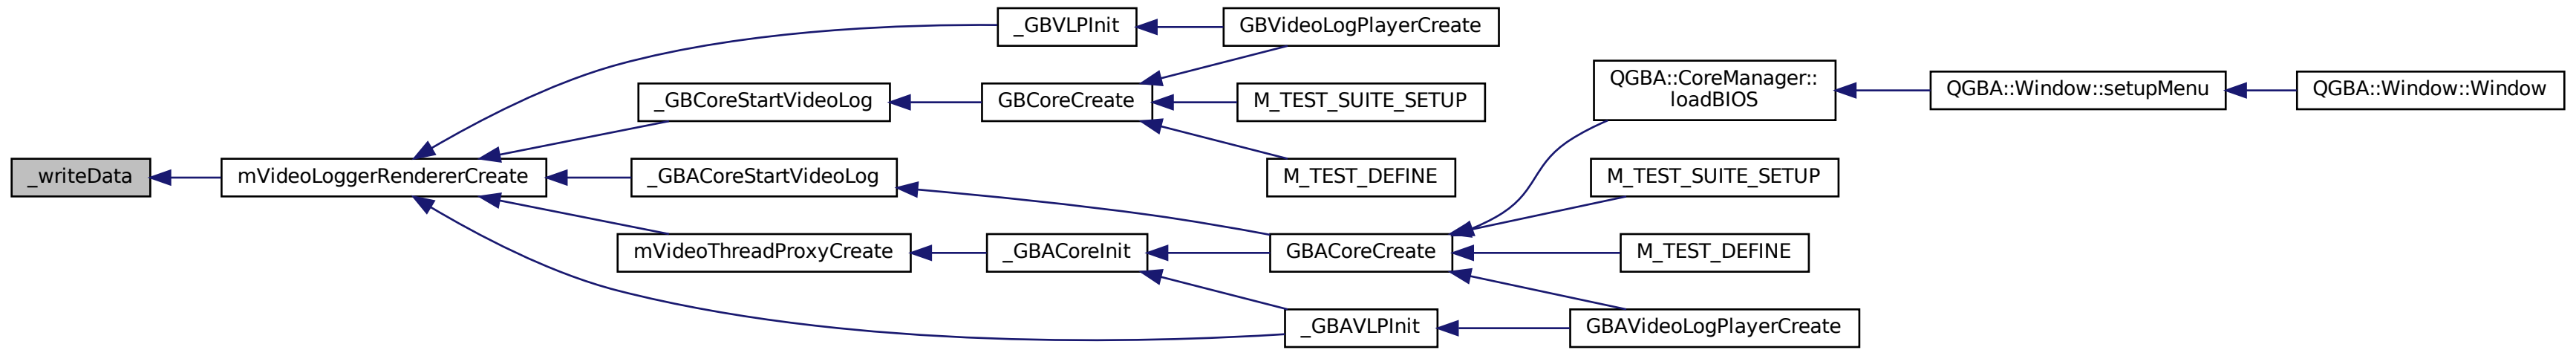 _GBVLPInit
GBVideoLogPlayerCreate
QGBA::CoreManager::
loadBIOS
QGBA::Window::setupMenu
QGBA::Window::Window
_GBCoreStartVideoLog
GBCoreCreate
M_TEST_SUITE_SETUP
_writeData
mVideoLoggerRendererCreate
_GBACoreStartVideoLog
M_TEST_DEFINE
M_TEST_SUITE_SETUP
mVideoThreadProxyCreate
_GBACoreInit
GBACoreCreate
M_TEST_DEFINE
_GBAVLPInit
GBAVideoLogPlayerCreate